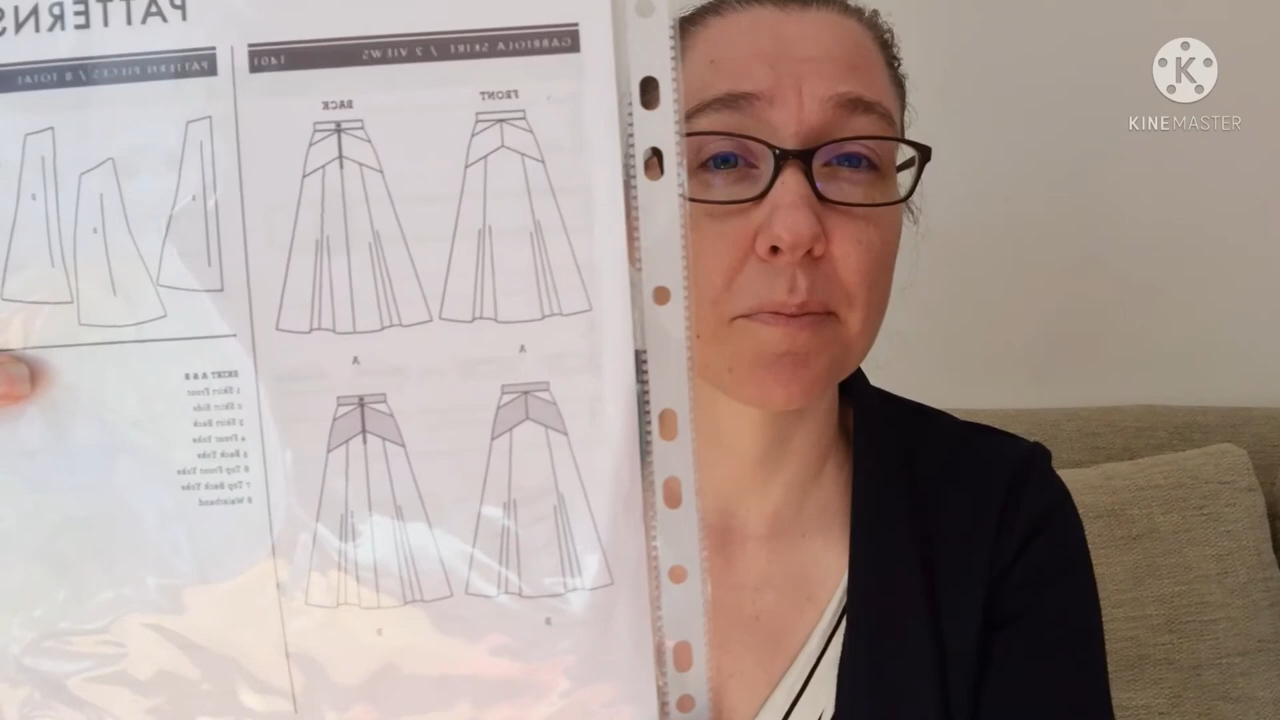 PATTERNS
PATTERN PIECES / 8 TOTAL
GABRIOLA SKIRT / 2 VIEWS 1401
FRONT
BACK
A
A
B
B
SKIRT A & B
1 Skirt Front
2 Skirt Side
3 Skirt Back
4 Front Yoke
5 Back Yoke
6 Top Front Yoke
7 Top Back Yoke
8 Waistband
K
KINEMASTER